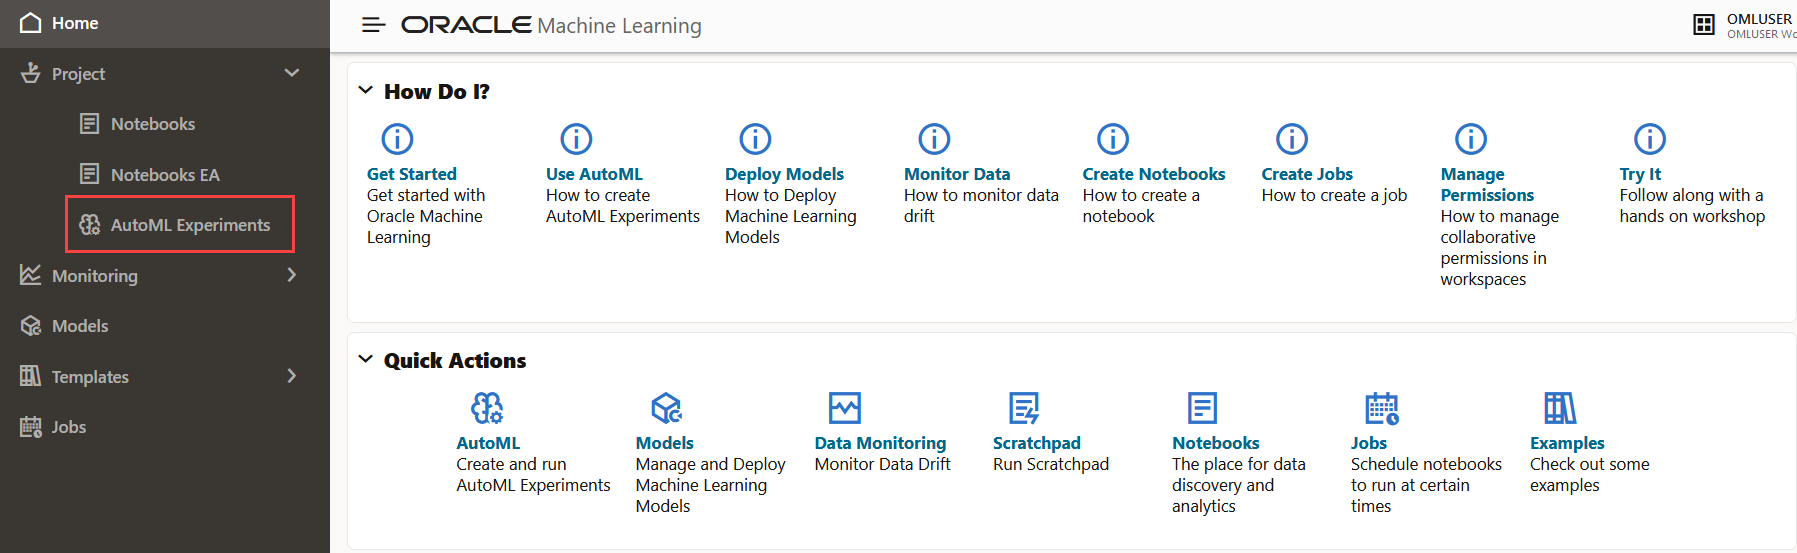 Home
Project
Notebooks
Notebooks EA
AutoML Experiments
Monitoring
Models
Templates
Jobs
ORACLE Machine Learning
OMLUSER
OMLUSER Wo
How Do I?
Get Started
Get started with
Oracle Machine
Learning
Use AutoML
How to create
AutoML Experiments
Deploy Models
How to Deploy
Machine Learning
Models
Monitor Data
How to monitor data
drift
Create Notebooks
How to create a
notebook
Create Jobs
How to create a job
Manage
Permissions
How to manage
collaborative
permissions in
workspaces
Try It
Follow along with a
hands on workshop
Quick Actions
AutoML
Create and run
AutoML Experiments
Models
Manage and Deploy
Machine Learning
Models
Data Monitoring
Monitor Data Drift
Scratchpad
Run Scratchpad
Notebooks
The place for data
discovery and
analytics
Jobs
Schedule notebooks
to run at certain
times
Examples
Check out some
examples